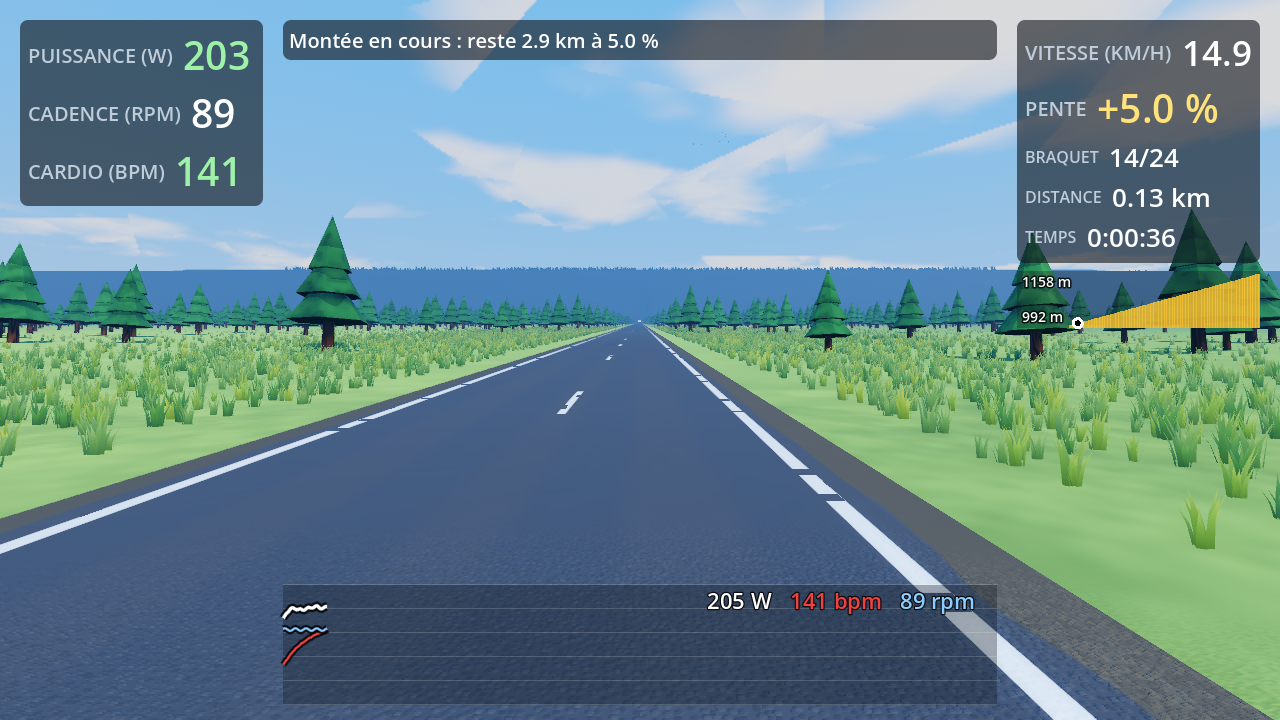 PUISSANCE (W) 203
CADENCE (RPM) 89
CARDIO (BPM) 141
Montée en cours : reste 2.9 km à 5.0 %
VITESSE (KM/H) 14.9
PENTE +5.0 %
BRAQUET 14/24
DISTANCE 0.13 km
TEMPS 0:00:36
1158 m
992 m
205 W 141 bpm 89 rpm